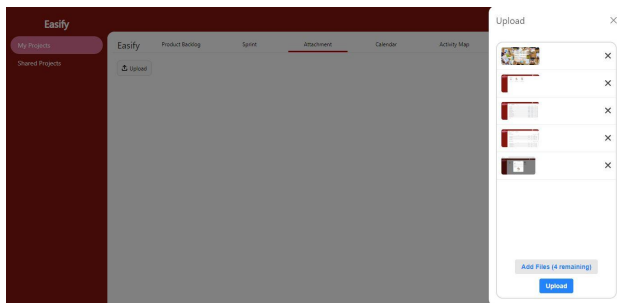 Easify
My Projects
Shared Projects
Easify Product Backlog Sprint Attachment Calendar Activity Map
Upload
Upload
Add Files (4 remaining)
Upload